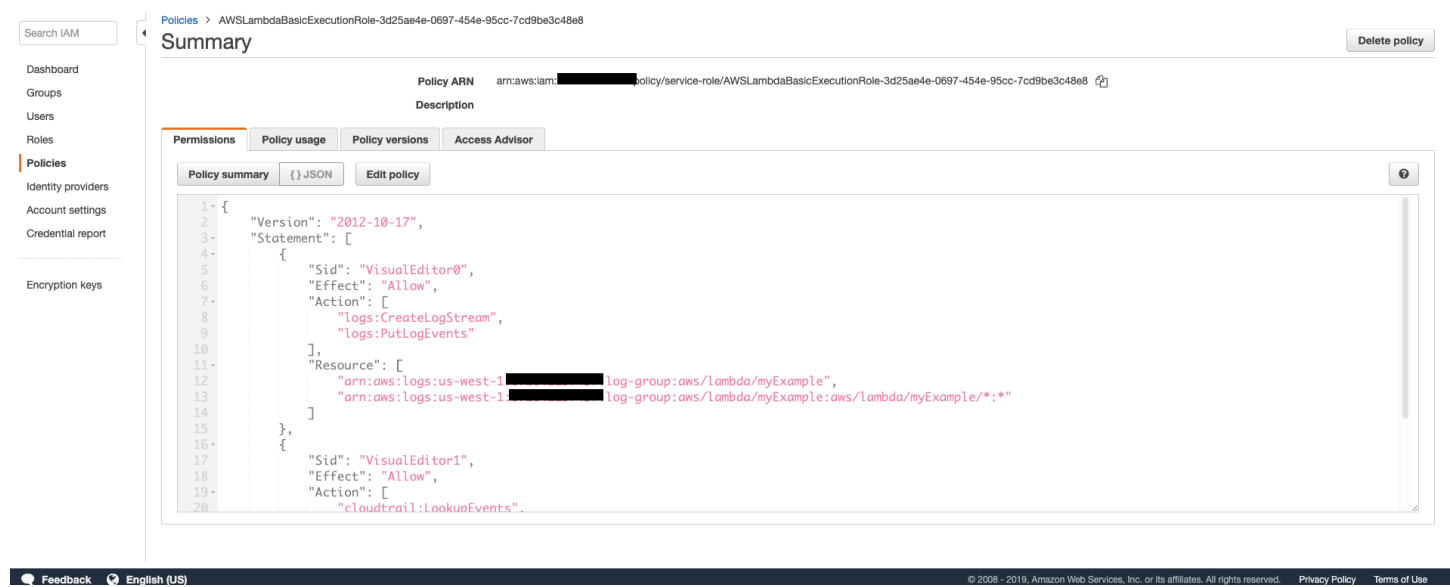 Search IAM
Dashboard
Groups
Users
Roles
Policies
Identity providers
Account settings
Credential report
Encryption keys
Policies > AWSLambdaBasicExecutionRole-3d25ae4e-0697-454e-95cc-7cd9be3c48e8
Summary
Delete policy
Policy ARN arn:aws:iam: policy/service-role/AWSLambdaBasicExecutionRole-3d25ae4e-0697-454e-95cc-7cd9be3c48e8
Description
Permissions Policy usage Policy versions Access Advisor
Policy summary { } JSON Edit policy
1 {
2 "Version": "2012-10-17",
3 "Statement": [
4 {
5 "Sid": "VisualEditor0",
6 "Effect": "Allow",
7 "Action": [
8 "logs:CreateLogStream",
9 "logs:PutLogEvents"
10 ],
11 "Resource": [
12 "arn:aws:logs:us-west-1 log-group:aws/lambda/myExample",
13 "arn:aws:logs:us-west-1: log-group:aws/lambda/myExample:aws/lambda/myExample/*:*"
14 ]
15 },
16 {
17 "Sid": "VisualEditor1",
18 "Effect": "Allow",
19 "Action": [
20 "cloudtrail:LookupEvents",
Feedback English (US) © 2008 - 2019, Amazon Web Services, Inc. or its affiliates. All rights reserved. Privacy Policy Terms of Use